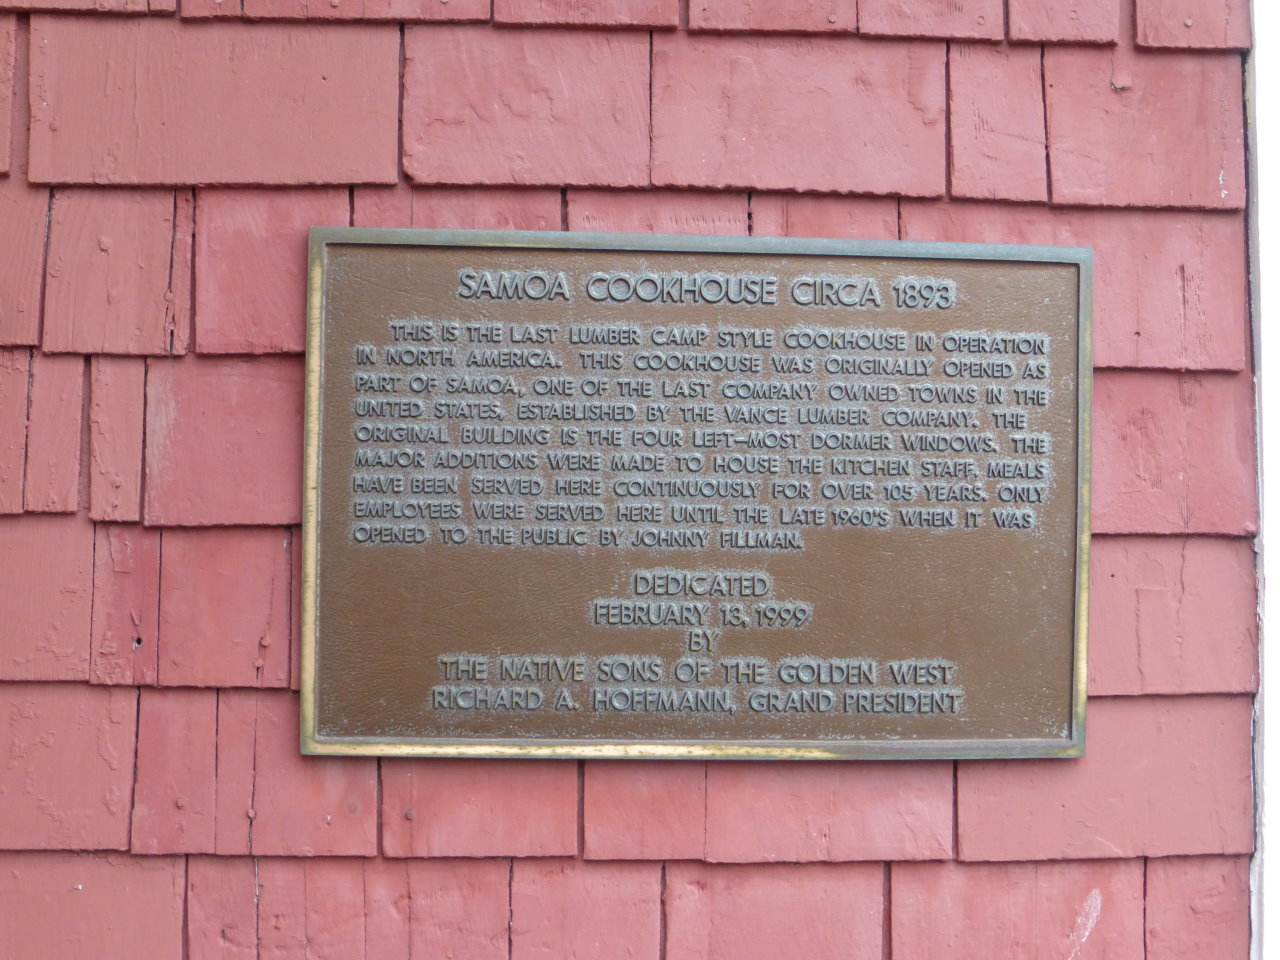 SAMOA COOKHOUSE CIRCA 1893
THIS IS THE LAST LUMBER CAMP STYLE COOKHOUSE IN OPERATION
IN NORTH AMERICA. THIS COOKHOUSE WAS ORIGINALLY OPENED AS
PART OF SAMOA, ONE OF THE LAST COMPANY OWNED TOWNS IN THE
UNITED STATES, ESTABLISHED BY THE VANCE LUMBER COMPANY. THE
ORIGINAL BUILDING IS THE FOUR LEFT-MOST DORMER WINDOWS, THE
MAJOR ADDITIONS WERE MADE TO HOUSE THE KITCHEN STAFF. MEALS
HAVE BEEN SERVED HERE CONTINUOUSLY FOR OVER 105 YEARS. ONLY
EMPLOYEES WERE SERVED HERE UNTIL THE LATE 1960'S WHEN IT WAS
OPENED TO THE PUBLIC BY JOHNNY FILLMAN.
DEDICATED
FEBRUARY 13, 1999
BY
THE NATIVE SONS OF THE GOLDEN WEST
RICHARD A. HOFFMANN, GRAND PRESIDENT